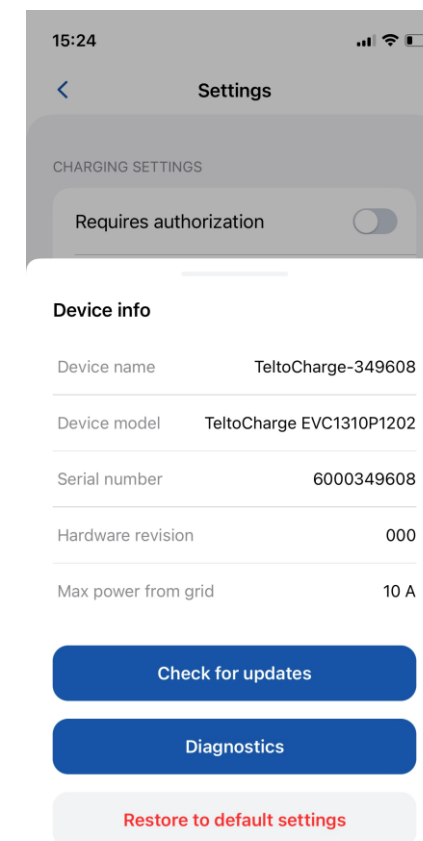 15:24
Settings
CHARGING SETTINGS
Requires authorization
Device info
Device name TeltoCharge-349608
Device model TeltoCharge EVC1310P1202
Serial number 6000349608
Hardware revision 000
Max power from grid 10 A
Check for updates
Diagnostics
Restore to default settings